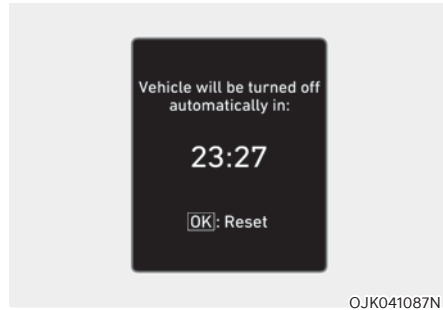 Vehicle will be turned off
automatically in:
23:27
OK: Reset
OJK041087N